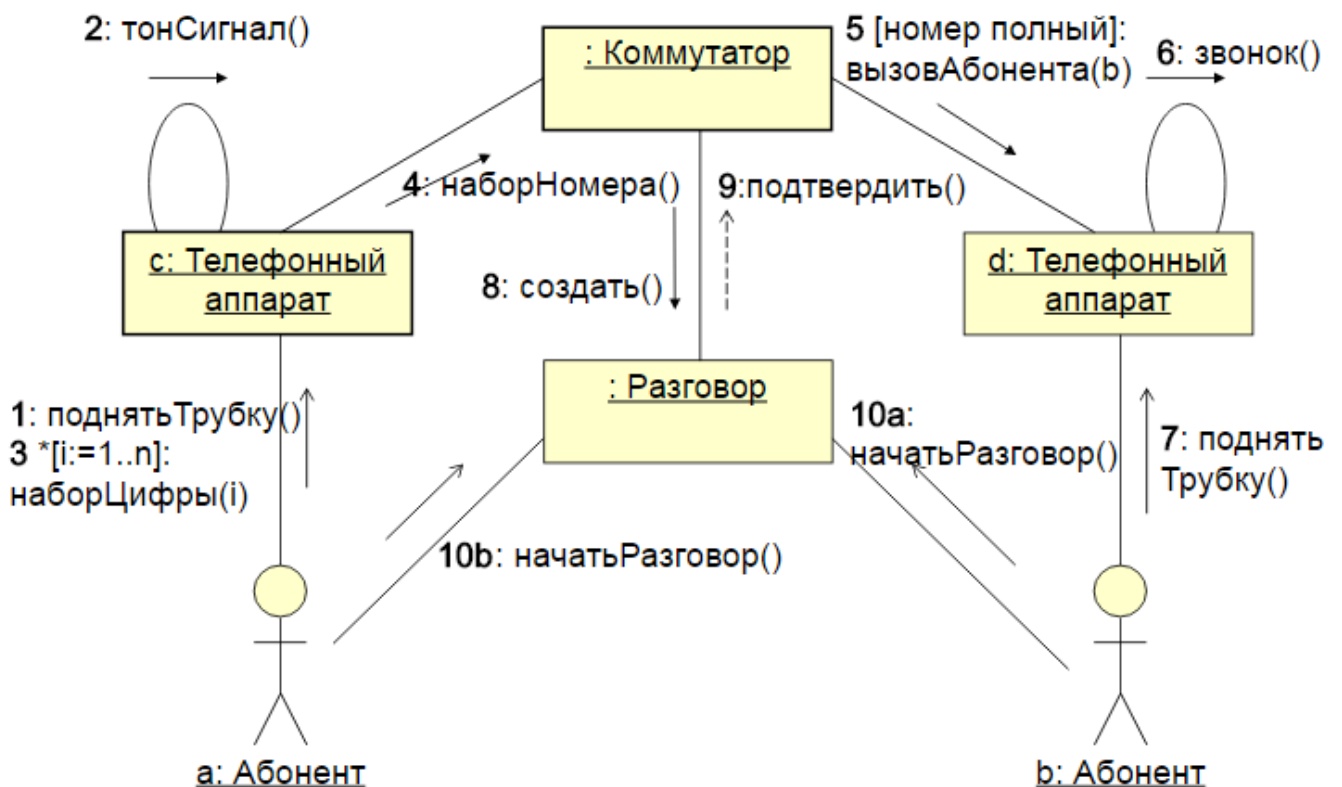 2: тонСигнал()
: Коммутатор
5 [номер полный]:
вызовАбонента(b)
6: звонок()
4: наборНомера()
9:подтвердить()
c: Телефонный
аппарат
d: Телефонный
аппарат
8: создать()
: Разговор
1: поднятьТрубку()
3 *[i:=1..n]:
наборЦифры(i)
10a:
начатьРазговор()
7: поднять
Трубку()
10b: начатьРазговор()
a: Абонент
b: Абонент